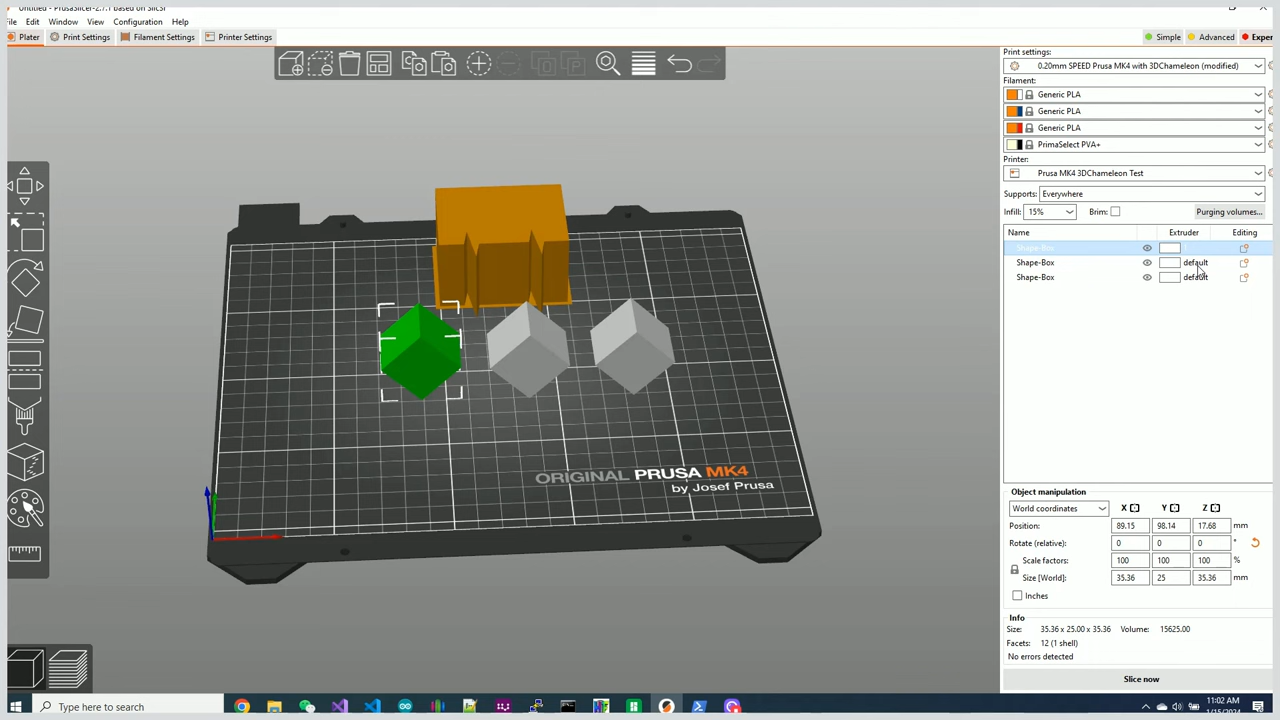 Untitled - PrusaSlicer-2.7.1 based on Slic3r
File Edit Window View Configuration Help
Plater Print Settings Filament Settings Printer Settings Simple Advanced Exper
Print settings:
0.20mm SPEED Prusa MK4 with 3DChameleon (modified)
Filament:
Generic PLA
Generic PLA
Generic PLA
PrimaSelect PVA+
Printer:
Prusa MK4 3DChameleon Test
Supports: Everywhere
Infill: 15% Brim: Purging volumes...
Name Extruder Editing
Shape-Box
Shape-Box default
Shape-Box default
ORIGINAL PRUSA MK4
by Josef Prusa
Object manipulation
World coordinates X Y Z
Position: 89.15 98.14 17.68 mm
Rotate (relative): 0 0 0 °
Scale factors: 100 100 100 %
Size [World]: 35.36 25 35.36 mm
Inches
Info
Size: 35.36 x 25.00 x 35.36 Volume: 15625.00
Facets: 12 (1 shell)
No errors detected
Slice now
Type here to search
11:02 AM
1/15/2024